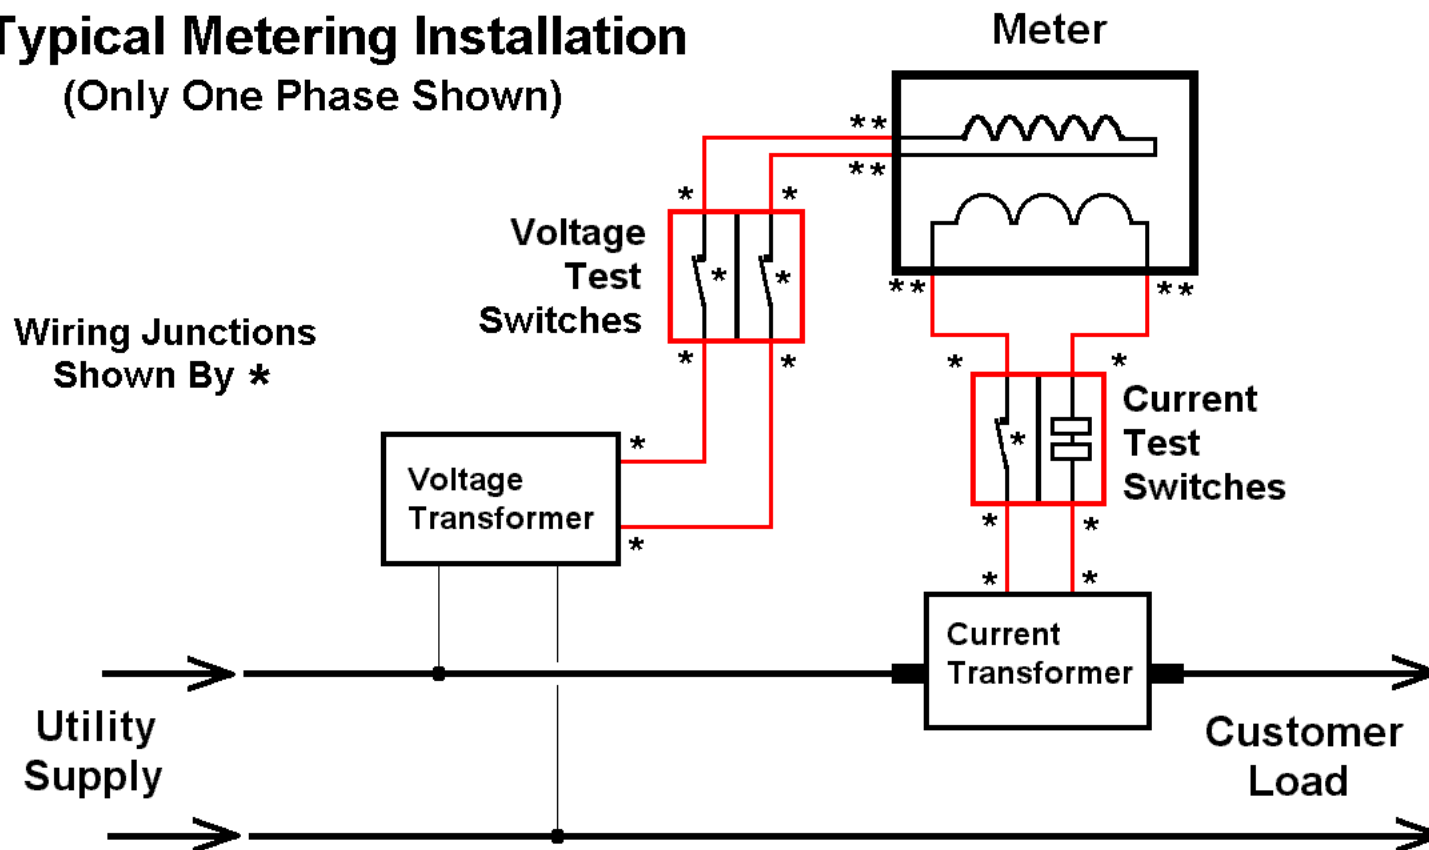 Typical Metering Installation
(Only One Phase Shown)
Meter
* *
* *
* *
Voltage
Test
Switches
* *
* *
* *
Wiring Junctions
Shown By *
* *
* *
Current
Test
Switches
*
* *
* *
*
Voltage
Transformer
*
Current
Transformer
Utility
Supply
Customer
Load